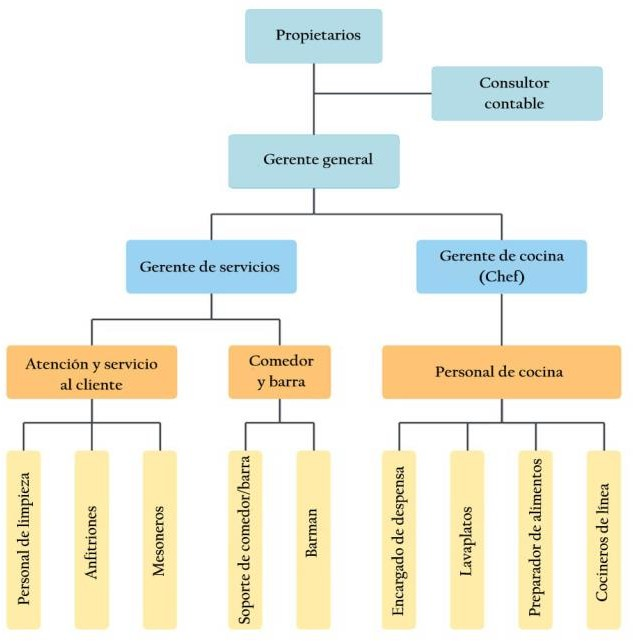 Propietarios
Consultor
contable
Gerente general
Gerente de servicios
Gerente de cocina
(Chef)
Atención y servicio
al cliente
Comedor
y barra
Personal de cocina
Personal de limpieza
Anfitriones
Mesoneros
Soporte de comedor/barra
Barman
Encargado de despensa
Lavaplatos
Preparador de alimentos
Cocineros de línea